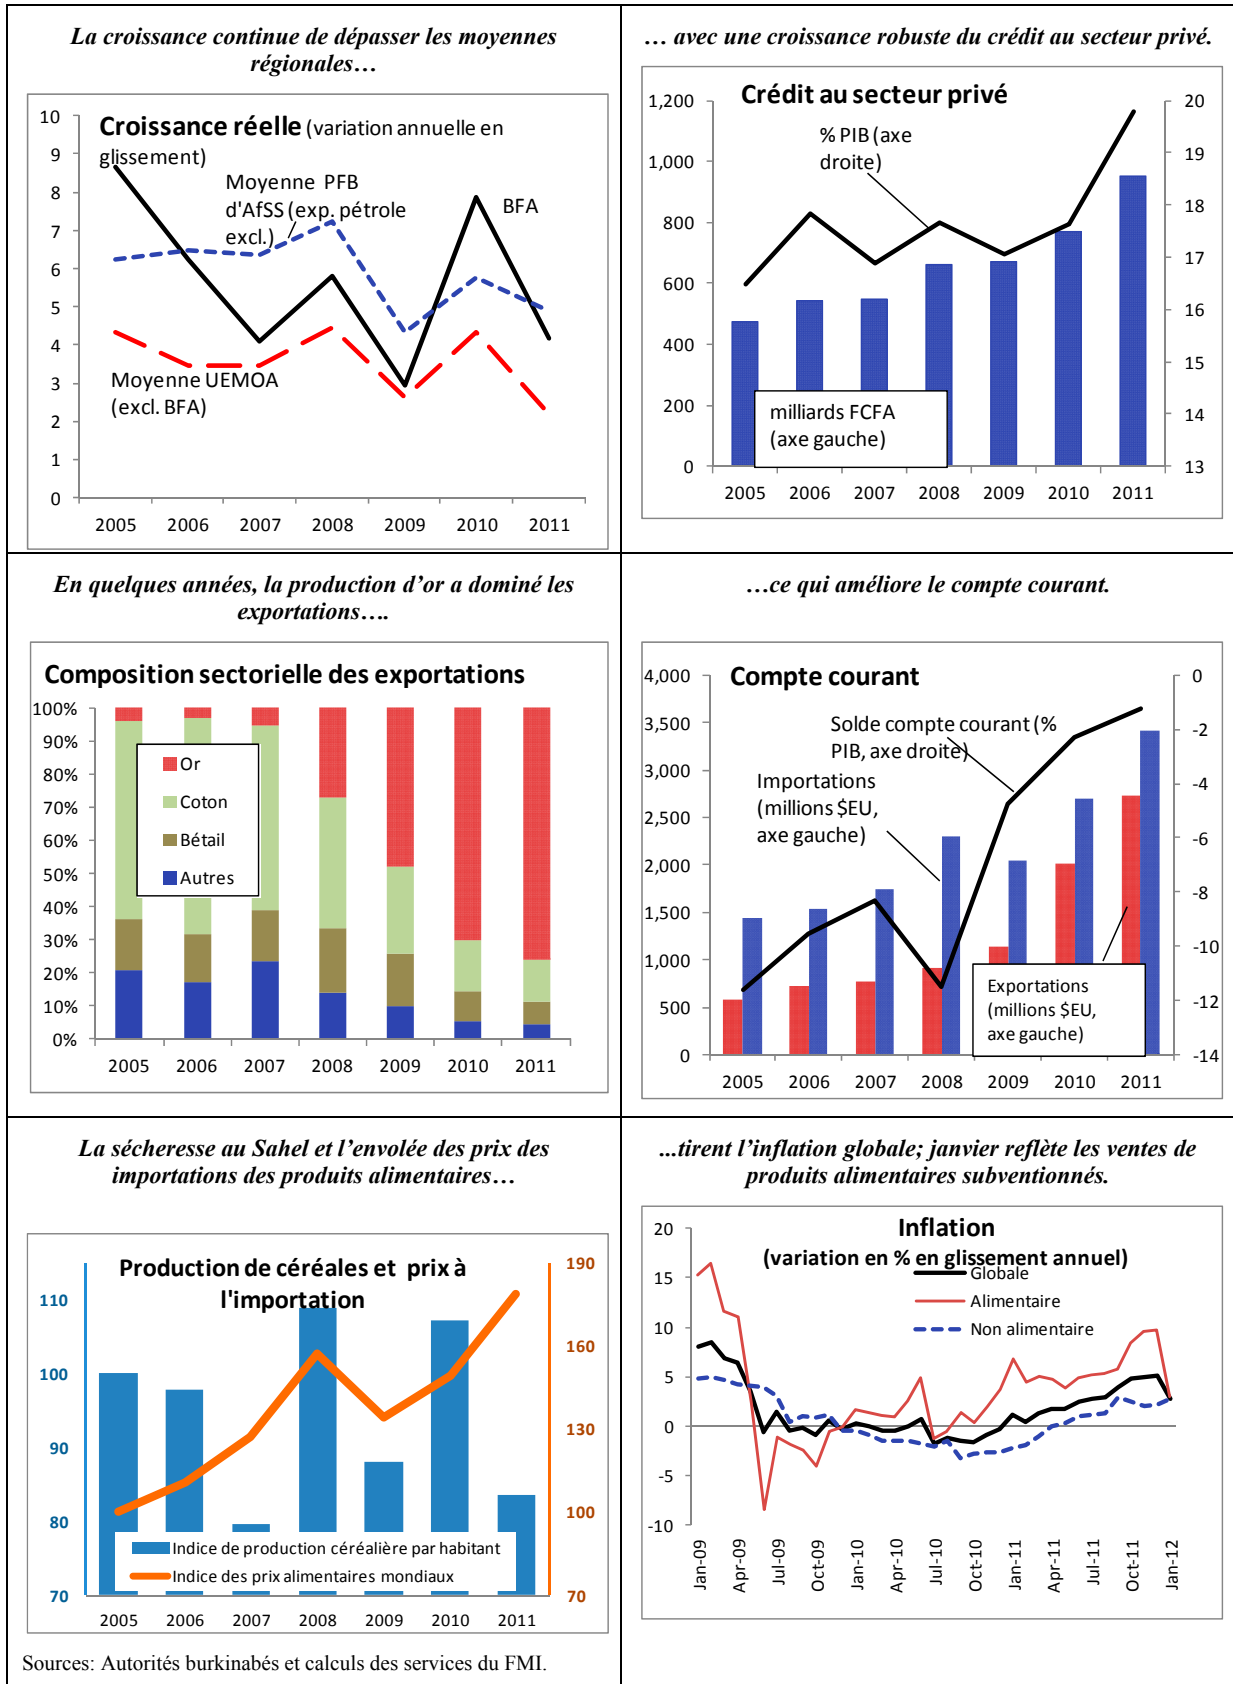 La croissance continue de dépasser les moyennes
régionales…
10
9
8
7
6
5
4
3
2
1
0
Croissance réelle (variation annuelle en
glissement)
Moyenne PFB
d'AfSS (exp. pétrole
excl.)
BFA
Moyenne UEMOA
(excl. BFA)
2005 2006 2007 2008 2009 2010 2011
… avec une croissance robuste du crédit au secteur privé.
Crédit au secteur privé
1,200
1,000
800
600
400
200
0
% PIB (axe
droite)
milliards FCFA
(axe gauche)
20
19
18
17
16
15
14
13
2005 2006 2007 2008 2009 2010 2011
En quelques années, la production d’or a dominé les
exportations….
Composition sectorielle des exportations
100%
90%
80%
70%
60%
50%
40%
30%
20%
10%
0%
Or
Coton
Bétail
Autres
2005 2006 2007 2008 2009 2010 2011
…ce qui améliore le compte courant.
Compte courant
4,000
3,500
3,000
2,500
2,000
1,500
1,000
500
0
Solde compte courant (%
PIB, axe droite)
Importations
(millions $EU,
axe gauche)
Exportations
(millions $EU,
axe gauche)
0
-2
-4
-6
-8
-10
-12
-14
2005 2006 2007 2008 2009 2010 2011
La sécheresse au Sahel et l’envolée des prix des
importations des produits alimentaires…
Production de céréales et prix à
l'importation
110
100
90
80
70
190
160
130
100
70
Indice de production céréalière par habitant
Indice des prix alimentaires mondiaux
2005 2006 2007 2008 2009 2010 2011
Sources: Autorités burkinabés et calculs des services du FMI.
...tirent l’inflation globale; janvier reflète les ventes de
produits alimentaires subventionnés.
Inflation
(variation en % en glissement annuel)
Globale
Alimentaire
Non alimentaire
20
15
10
5
0
-5
-10
Jan-09 Apr-09 Jul-09 Oct-09 Jan-10 Apr-10 Jul-10 Oct-10 Jan-11 Apr-11 Jul-11 Oct-11 Jan-12